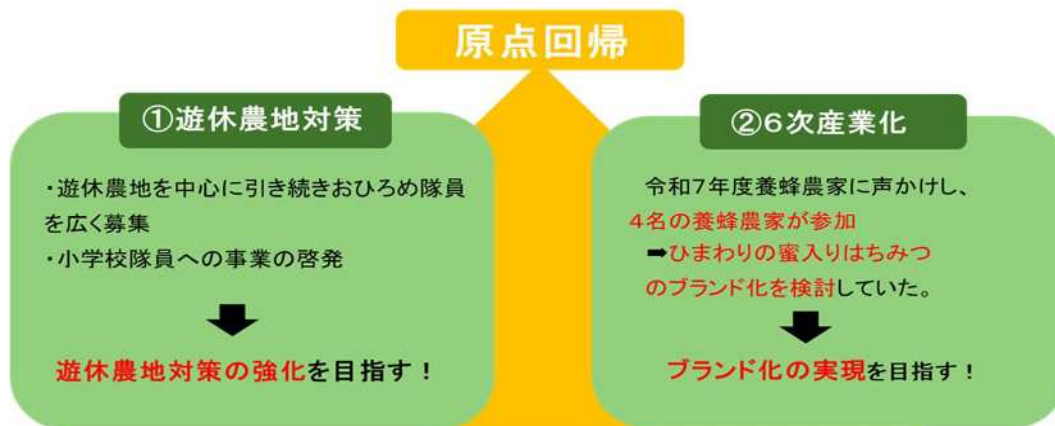 原点回帰
①遊休農地対策
・遊休農地を中心に引き続きおひろめ隊員
を広く募集
・小学校隊員への事業の啓発
遊休農地対策の強化を目指す！
②６次産業化
令和７年度養蜂農家に声かけし、
４名の養蜂農家が参加
➡ひまわりの蜜入りはちみつ
のブランド化を検討していた。
ブランド化の実現を目指す！